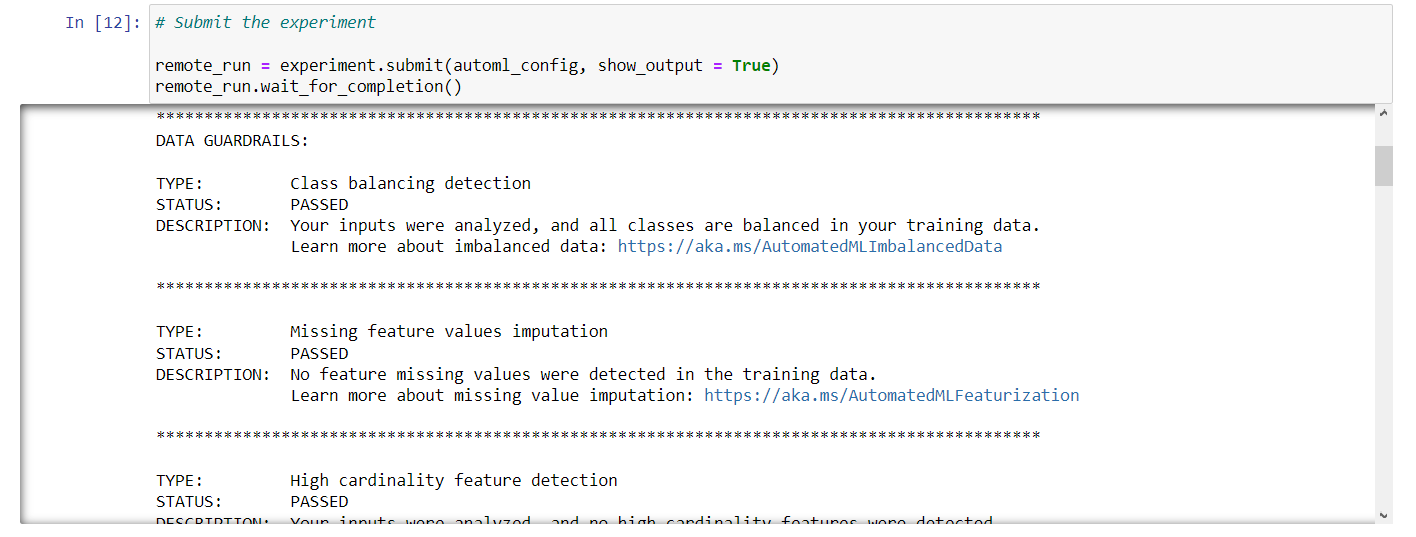 In [12]: # Submit the experiment
remote_run = experiment.submit(automl_config, show_output = True)
remote_run.wait_for_completion()
********************************************************************************************
DATA GUARDRAILS:
TYPE: Class balancing detection
STATUS: PASSED
DESCRIPTION: Your inputs were analyzed, and all classes are balanced in your training data.
Learn more about imbalanced data: https://aka.ms/AutomatedMLImbalancedData
********************************************************************************************
TYPE: Missing feature values imputation
STATUS: PASSED
DESCRIPTION: No feature missing values were detected in the training data.
Learn more about missing value imputation: https://aka.ms/AutomatedMLFeaturization
********************************************************************************************
TYPE: High cardinality feature detection
STATUS: PASSED
DESCRIPTION: Your inputs were analyzed, and no high cardinality features were detected